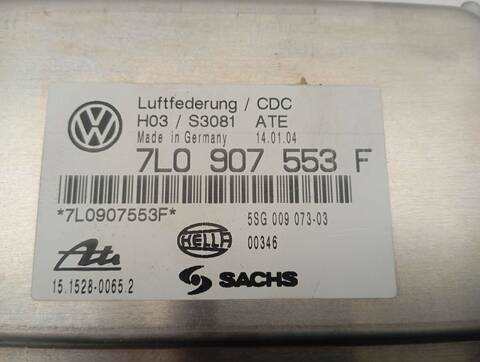 Luftfederung / CDC
H03 / S3081 ATE
Made in Germany 14.01.04
7L0 907 553 F
*7L0907553F*
5SG 009 073-03
HELLA 00346
Ate
SACHS
15.1528-0065.2